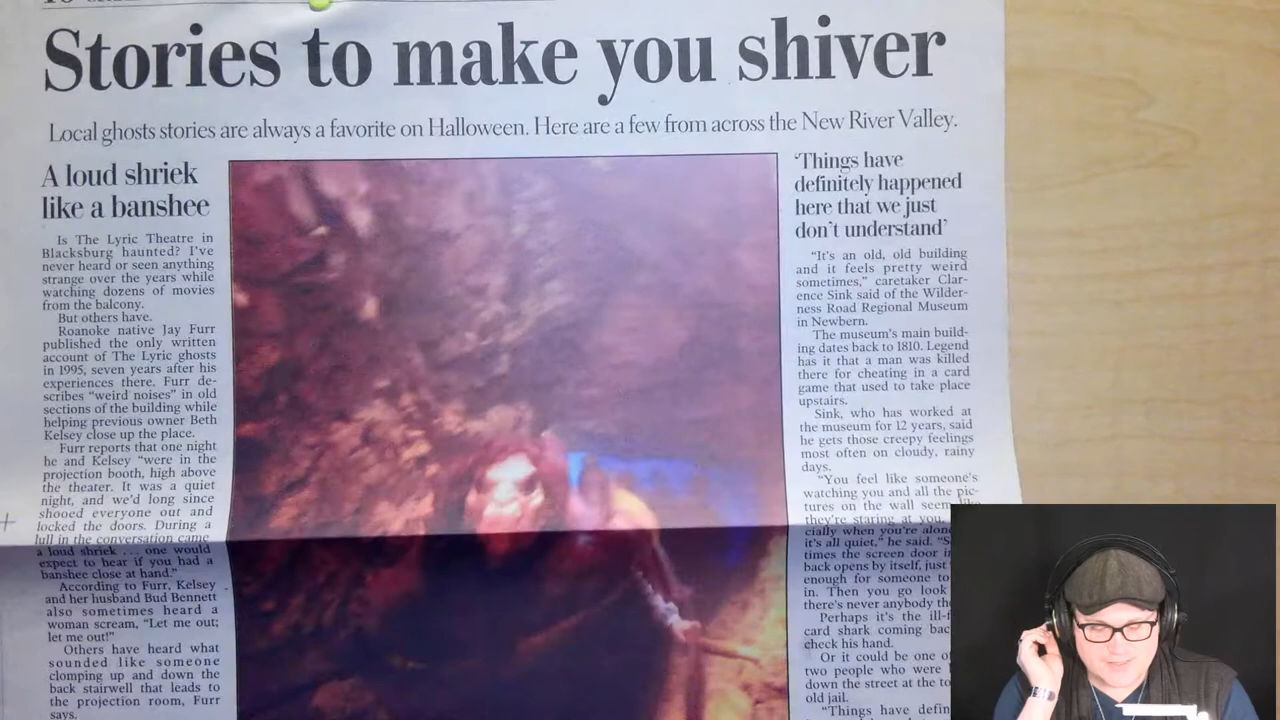 Stories to make you shiver
Local ghosts stories are always a favorite on Halloween. Here are a few from across the New River Valley.
A loud shriek
like a banshee
Is The Lyric Theatre in
Blacksburg haunted? I've
never heard or seen anything
strange over the years while
watching dozens of movies
from the balcony.
But others have.
Roanoke native Jay Furr
published the only written
account of The Lyric ghosts
in 1995, seven years after his
experiences there. Furr de-
scribes "weird noises" in old
sections of the building while
helping previous owner Beth
Kelsey close up the place.
Furr reports that one night
he and Kelsey "were in the
projection booth, high above
the theater. It was a quiet
night, and we'd long since
shooed everyone out and
locked the doors. During a
lull in the conversation came
a loud shriek . . . one would
expect to hear if you had a
banshee close at hand."
According to Furr, Kelsey
and her husband Bud Bennett
also sometimes heard a
woman scream, "Let me out;
let me out!"
Others have heard what
sounded like someone
clomping up and down the
back stairwell that leads to
the projection room, Furr
says.
'Things have
definitely happened
here that we just
don't understand'
"It's an old, old building
and it feels pretty weird
sometimes," caretaker Clar-
ence Sink said of the Wilder-
ness Road Regional Museum
in Newbern.
The museum's main build-
ing dates back to 1810. Legend
has it that a man was killed
there for cheating in a card
game that used to take place
upstairs.
Sink, who has worked at
the museum for 12 years, said
he gets those creepy feelings
most often on cloudy, rainy
days.
"You feel like someone's
watching you and all the pic-
tures on the wall seem like
they're staring at you,
cially when you're alone
it's all quiet," he said.
times the screen door
back opens by itself, just
enough for someone to
in. Then you go look
there's never anybody
Perhaps it's the
card shark coming
check his hand.
Or it could be one
two people who were
down the street at the
old jail.
"Things have